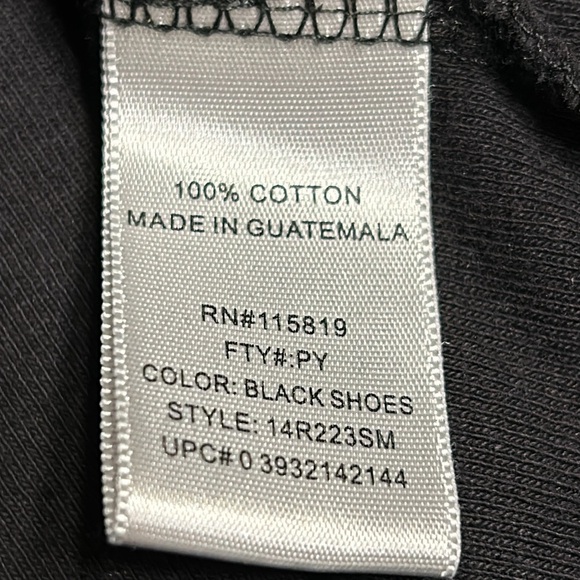 100% COTTON
MADE IN GUATEMALA
RN#115819
FTY#:PY
COLOR: BLACK SHOES
STYLE: 14R223SM
UPC# 0 3932142144